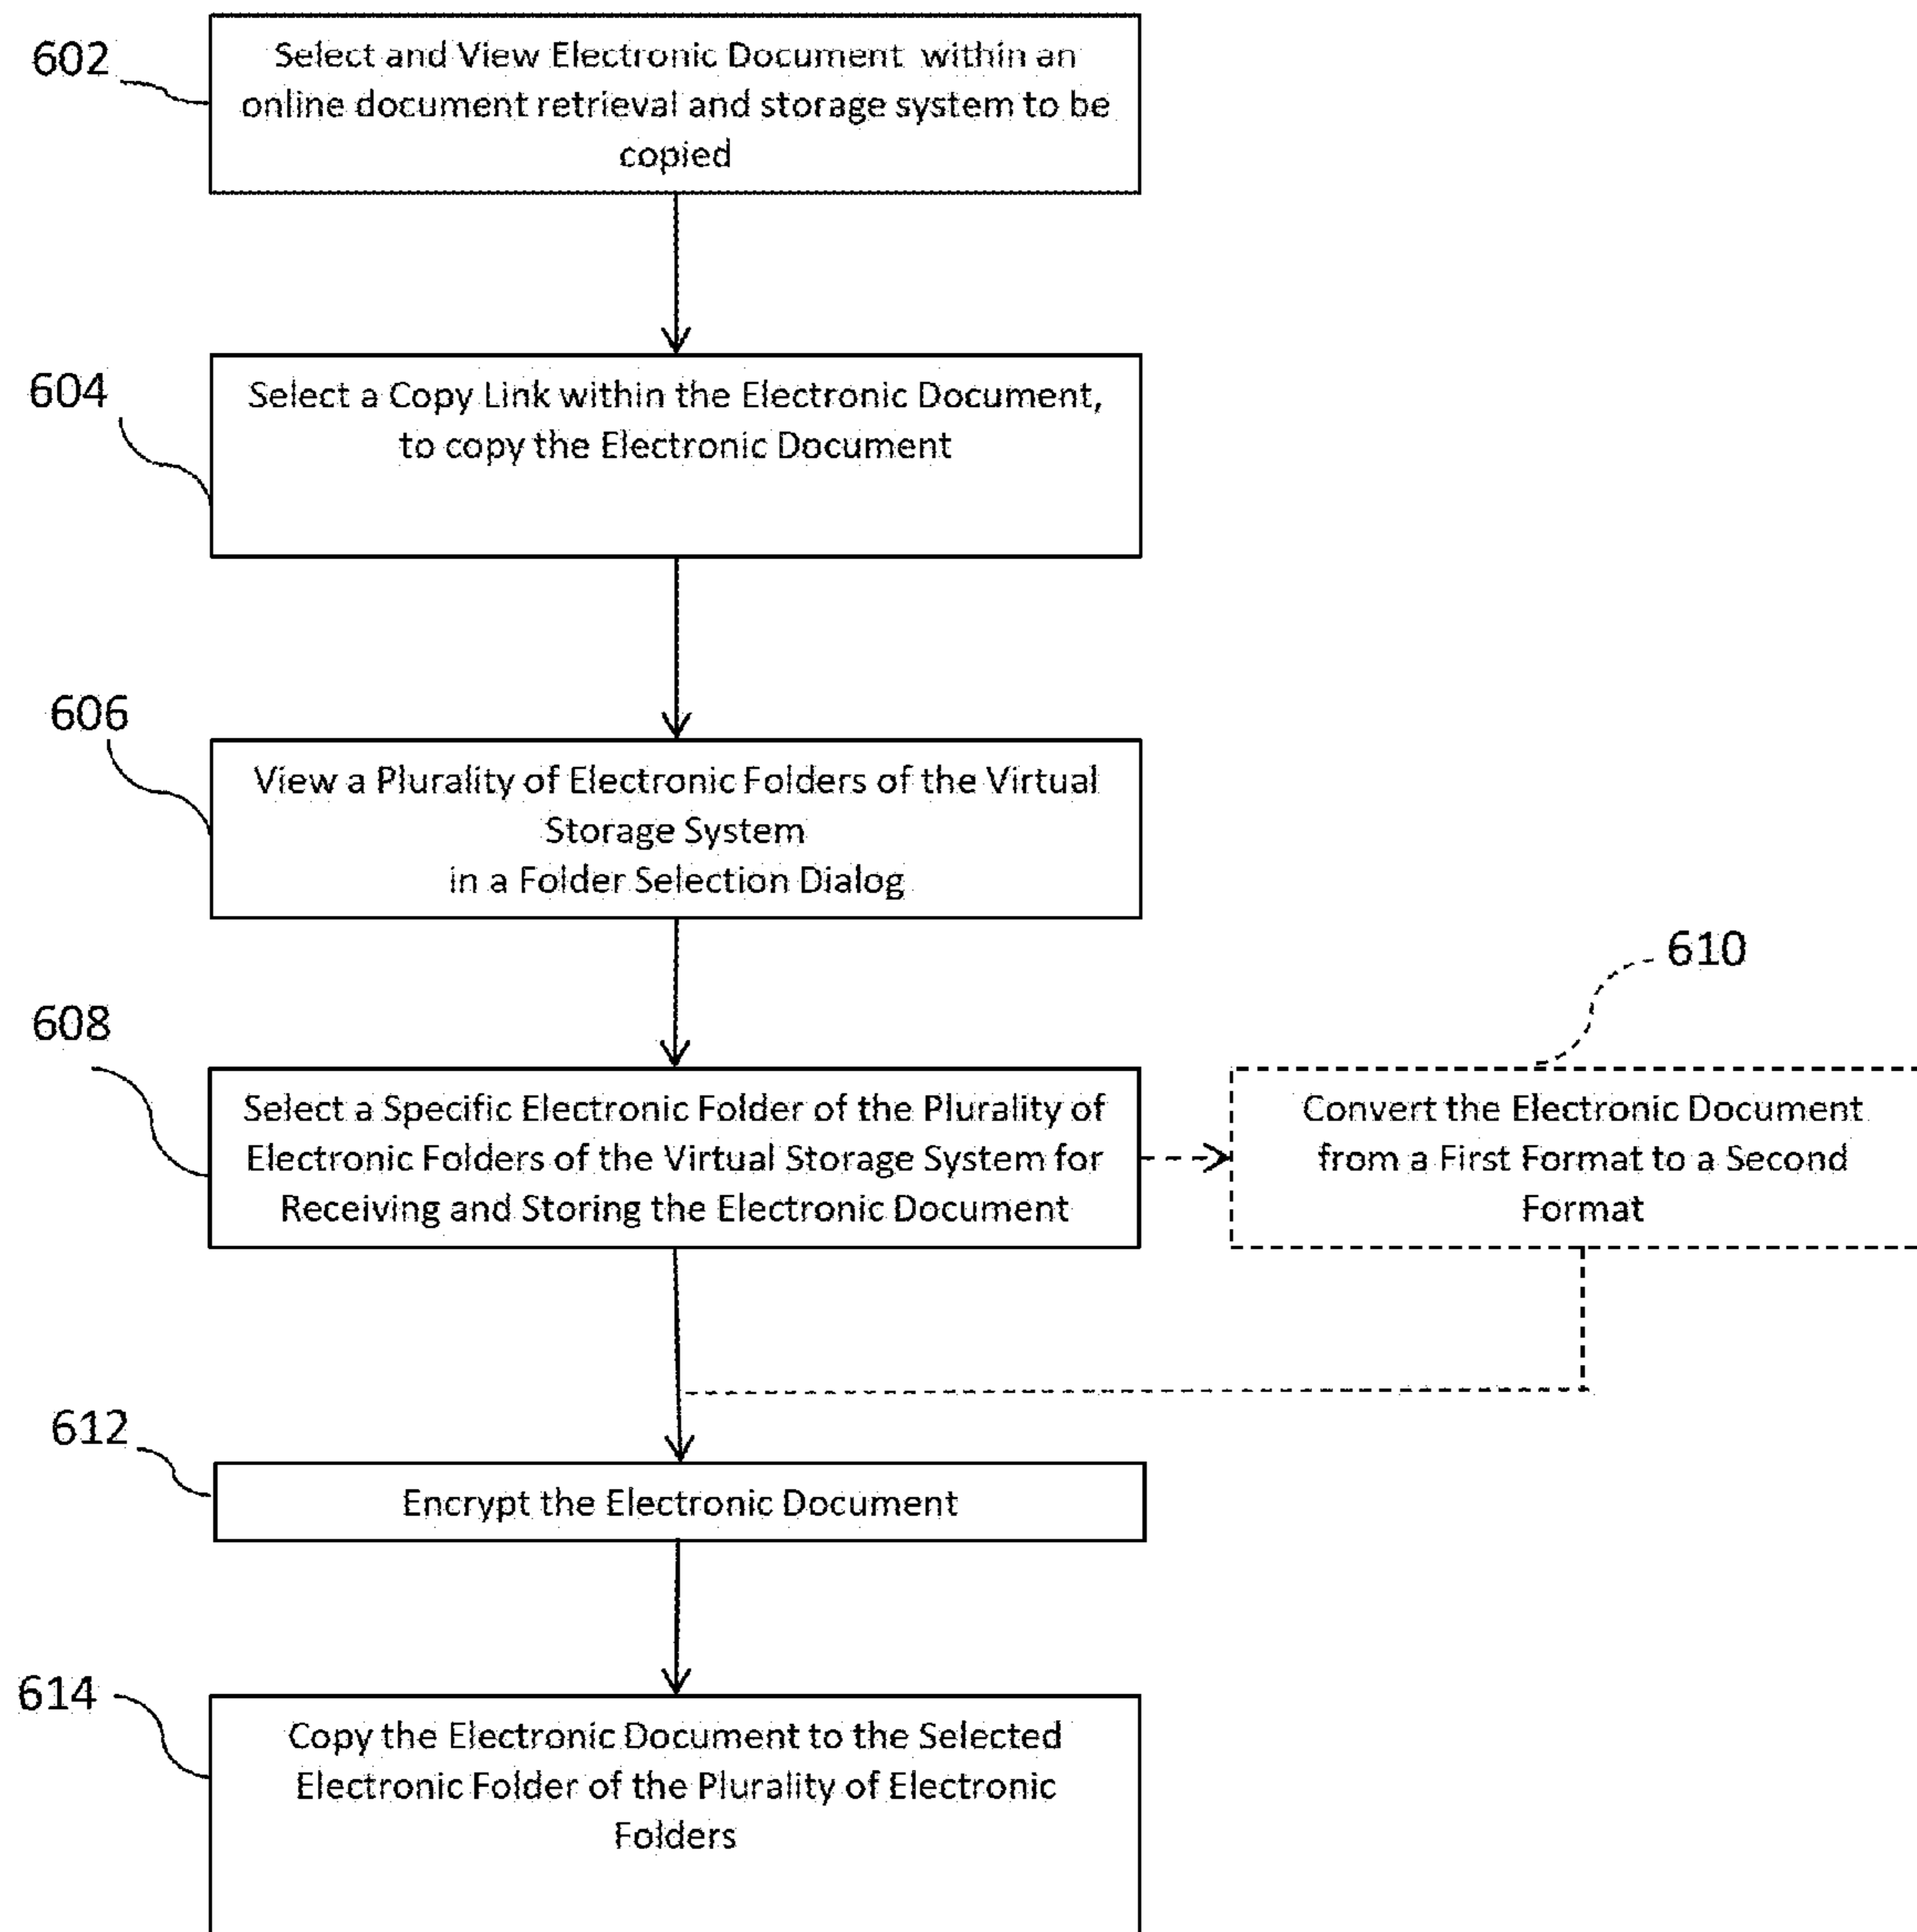 602
Select and View Electronic Document within an
online document retrieval and storage system to be
copied
604
Select a Copy Link within the Electronic Document,
to copy the Electronic Document
606
View a Plurality of Electronic Folders of the Virtual
Storage System
in a Folder Selection Dialog
608
Select a Specific Electronic Folder of the Plurality of
Electronic Folders of the Virtual Storage System for
Receiving and Storing the Electronic Document
610
Convert the Electronic Document
from a First Format to a Second
Format
612
Encrypt the Electronic Document
614
Copy the Electronic Document to the Selected
Electronic Folder of the Plurality of Electronic
Folders